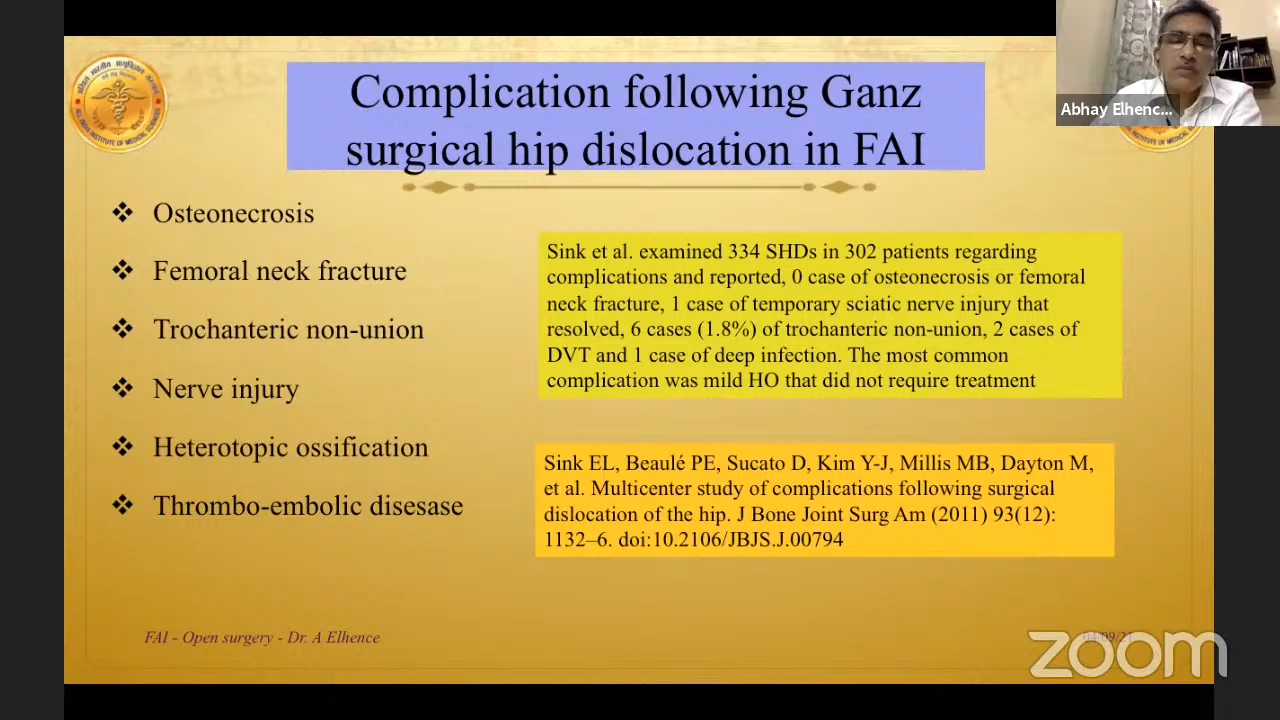 Complication following Ganz
surgical hip dislocation in FAI
Abhay Elhenc...
❖ Osteonecrosis
❖ Femoral neck fracture
❖ Trochanteric non-union
❖ Nerve injury
❖ Heterotopic ossification
❖ Thrombo-embolic disesase
Sink et al. examined 334 SHDs in 302 patients regarding
complications and reported, 0 case of osteonecrosis or femoral
neck fracture, 1 case of temporary sciatic nerve injury that
resolved, 6 cases (1.8%) of trochanteric non-union, 2 cases of
DVT and 1 case of deep infection. The most common
complication was mild HO that did not require treatment
Sink EL, Beaulé PE, Sucato D, Kim Y-J, Millis MB, Dayton M,
et al. Multicenter study of complications following surgical
dislocation of the hip. J Bone Joint Surg Am (2011) 93(12):
1132–6. doi:10.2106/JBJS.J.00794
FAI - Open surgery - Dr. A Elhence
zoom